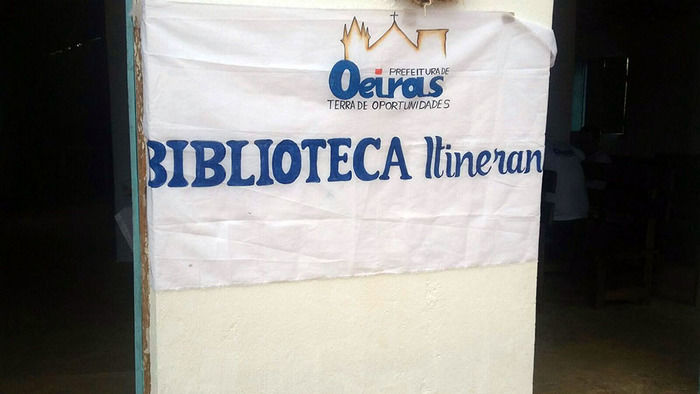 PREFEITURA DE
Oeiras
TERRA DE OPORTUNIDADES
BIBLIOTECA Itineran